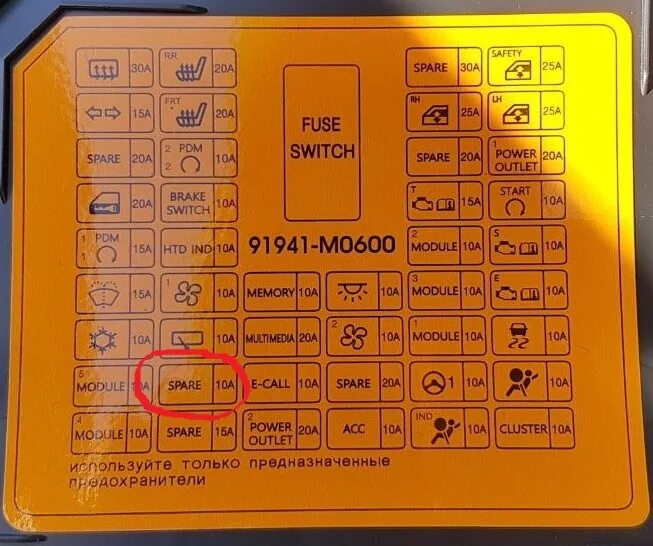 30A RR 20A SPARE 30A SAFETY 25A
15A FRT 20A RH 25A LH 25A
FUSE SWITCH
SPARE 20A 2 2 PDM 10A SPARE 20A 1 POWER OUTLET 20A
20A BRAKE SWITCH 10A T 15A START 10A
1 1 PDM 15A HTD IND 10A 91941-M0600 2 MODULE 10A S 10A
15A 1 10A MEMORY 10A 10A 3 MODULE 10A E 10A
10A 10A MULTIMEDIA 20A 2 10A 1 MODULE 10A 10A
5 MODULE 10A SPARE 10A E-CALL 10A SPARE 20A 1 10A 10A
4 MODULE 10A SPARE 15A 2 POWER OUTLET 20A ACC 10A IND 10A CLUSTER 10A
используйте только предназначенные
предохранители